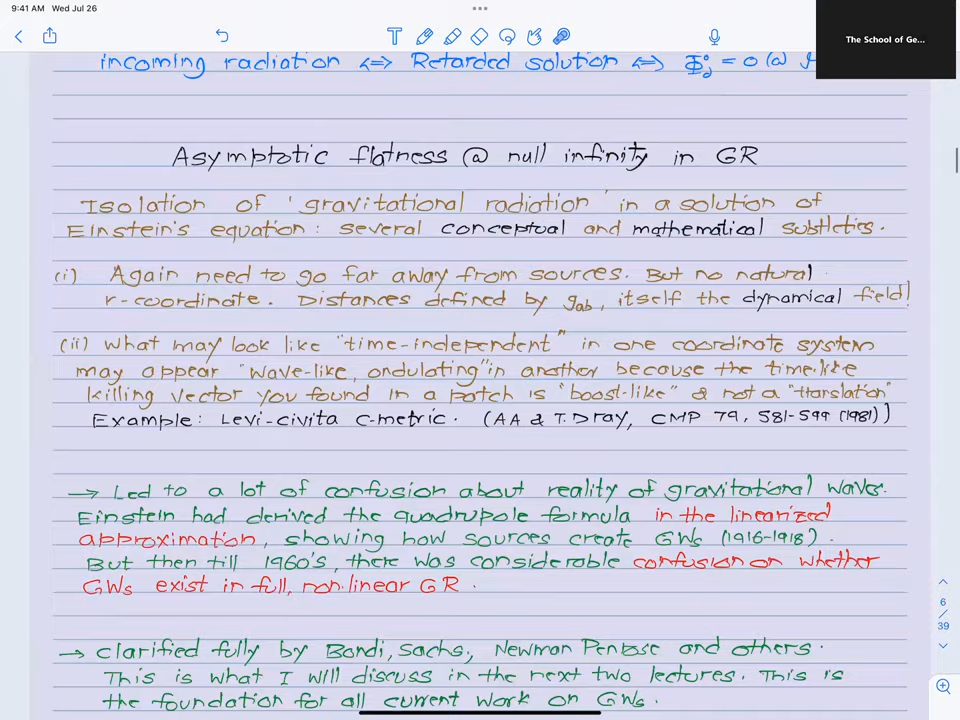 9:41 AM Wed Jul 26
The School of Ge...
incoming radiation ⟺ Retarded solution ⟺ Φ₂° = 0 @
Asymptotic flatness @ null infinity in GR
Isolation of 'gravitational radiation' in a solution of
Einstein's equation: several conceptual and mathematical subtleties.
(i) Again need to go far away from sources. But no natural
r-coordinate. Distances defined by g_ab, itself the dynamical field!
(ii) What may look like "time-independent" in one coordinate system
may appear "wave-like, ondulating" in another because the timelike
killing vector you found in a patch is "boost-like" & not a "translation"
Example: Levi-civita c-metric. (AA & T. Dray, CMP 79, 581-599 (1981))
→ Led to a lot of confusion about reality of gravitational waves.
Einstein had derived the quadrupole formula in the linearized
approximation, showing how sources create GWs (1916-1918).
But then till 1960's, there was considerable confusion on whether
GWs exist in full, non-linear GR.
→ Clarified fully by Bondi, Sachs, Newman Penrose and others.
This is what I will discuss in the next two lectures. This is
the foundation for all current work on GWs.
6
/
39